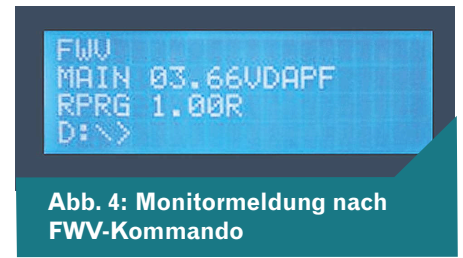 FWV
MAIN 03.66VDAPF
RPRG 1.00R
D:\>
Abb. 4: Monitormeldung nach
FWV-Kommando